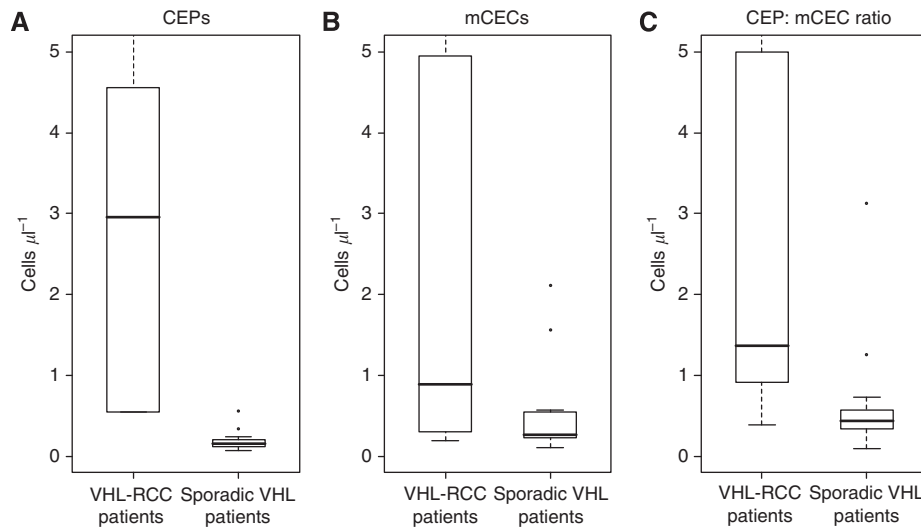 A
CEPs
Cells µl⁻¹
5
4
3
2
1
0
VHL-RCC patients
Sporadic VHL patients
B
mCECs
Cells µl⁻¹
5
4
3
2
1
0
VHL-RCC patients
Sporadic VHL patients
C
CEP: mCEC ratio
Cells µl⁻¹
5
4
3
2
1
0
VHL-RCC patients
Sporadic VHL patients